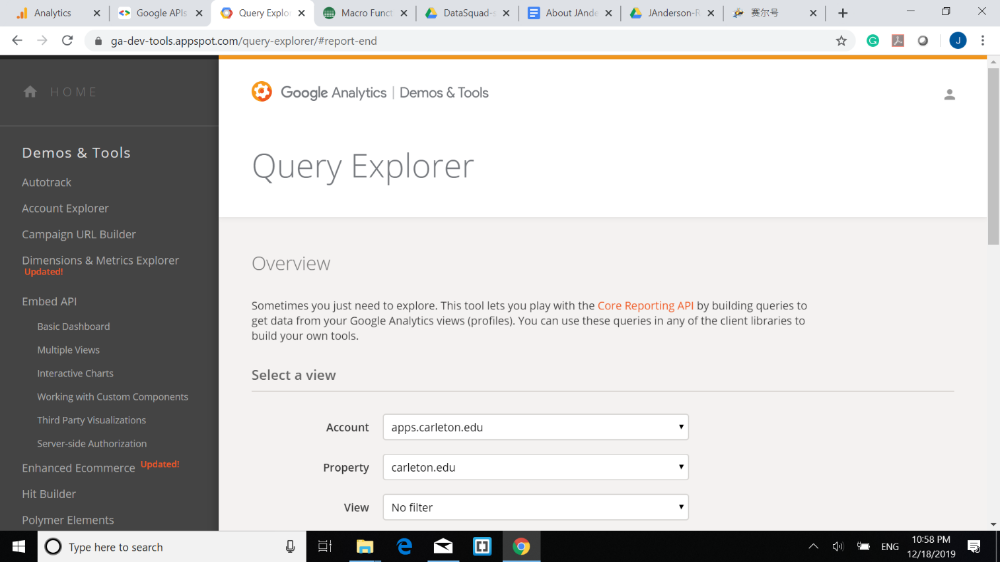 Analytics
Google APIs
Query Explo
Macro Funct
DataSquad-s
About JAnde
JAnderson-R
赛尔号
ga-dev-tools.appspot.com/query-explorer/#report-end
J
HOME
Demos & Tools
Autotrack
Account Explorer
Campaign URL Builder
Dimensions & Metrics Explorer
Updated!
Embed API
Basic Dashboard
Multiple Views
Interactive Charts
Working with Custom Components
Third Party Visualizations
Server-side Authorization
Enhanced Ecommerce Updated!
Hit Builder
Polymer Elements
Google Analytics | Demos & Tools
Query Explorer
Overview
Sometimes you just need to explore. This tool lets you play with the Core Reporting API by building queries to
get data from your Google Analytics views (profiles). You can use these queries in any of the client libraries to
build your own tools.
Select a view
Account apps.carleton.edu
Property carleton.edu
View No filter
Type here to search
ENG
10:58 PM
12/18/2019